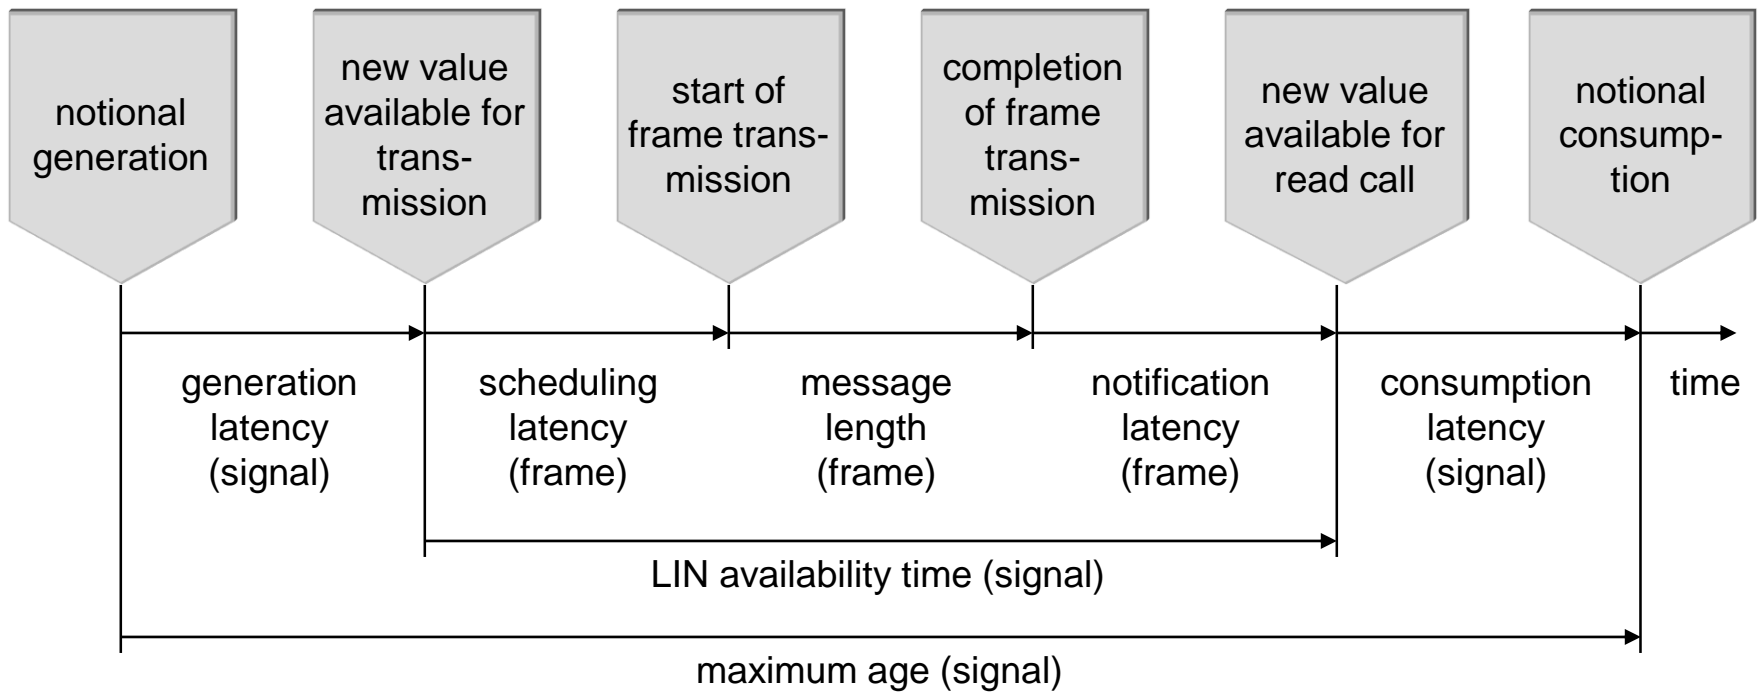 notional
generation
new value
available for
trans-
mission
start of
frame trans-
mission
completion
of frame
trans-
mission
new value
available for
read call
notional
consump-
tion
generation
latency
(signal)
scheduling
latency
(frame)
message
length
(frame)
notification
latency
(frame)
consumption
latency
(signal)
time
LIN availability time (signal)
maximum age (signal)